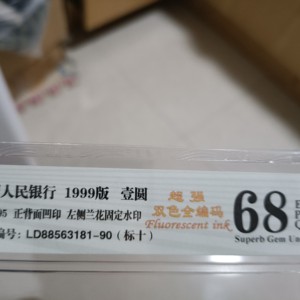 人民银行 1999版 壹圆
95 正背面凹印 左侧兰花固定水印
编号: LD88563181-90 (标十)
超强
双色全编码
Fluorescent ink
68 E
P
Q
Superb Gem Un